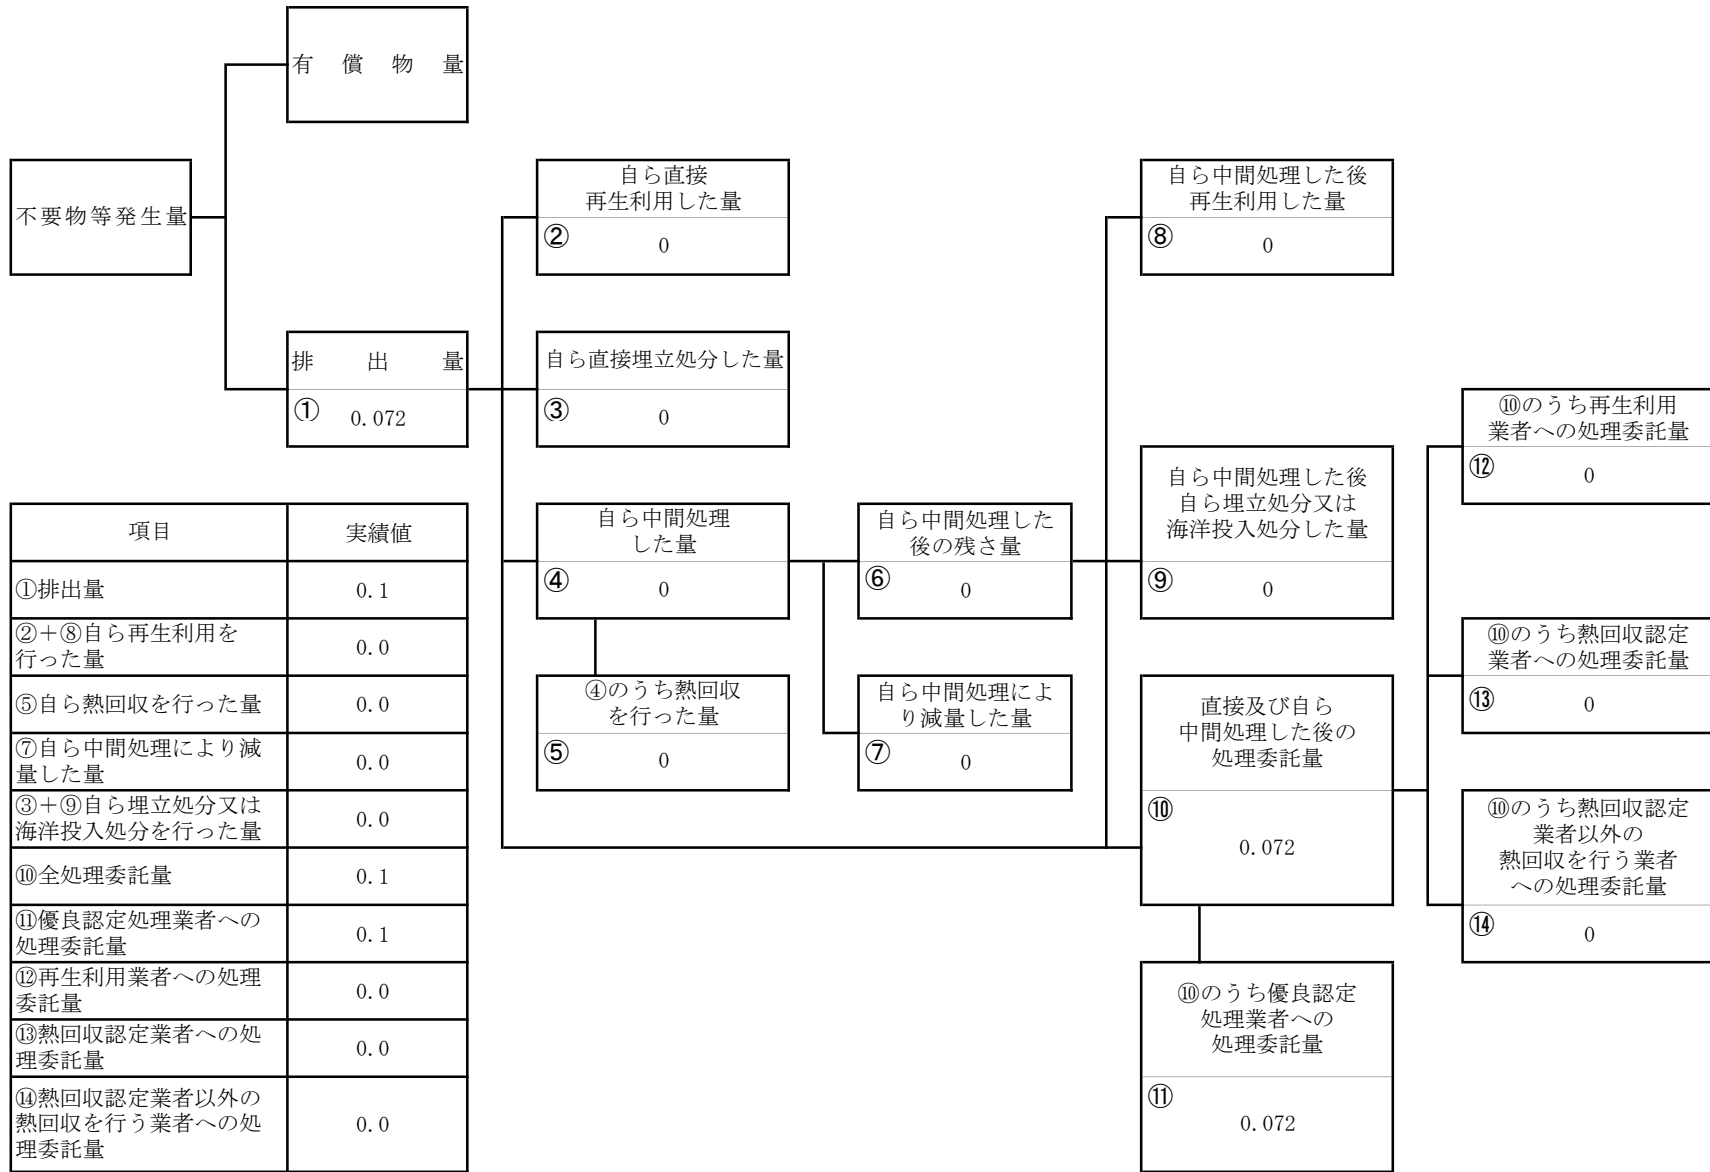 有償物量
不要物等発生量
排出量
① 0.072
自ら直接
再生利用した量
② 0
自ら直接埋立処分した量
③ 0
自ら中間処理
した量
④ 0
④のうち熱回収
を行った量
⑤ 0
自ら中間処理した
後の残さ量
⑥ 0
自ら中間処理によ
り減量した量
⑦ 0
自ら中間処理した後
再生利用した量
⑧ 0
自ら中間処理した後
自ら埋立処分又は
海洋投入処分した量
⑨ 0
直接及び自ら
中間処理した後の
処理委託量
⑩
0.072
⑩のうち優良認定
処理業者への
処理委託量
⑪
0.072
⑩のうち再生利用
業者への処理委託量
⑫ 0
⑩のうち熱回収認定
業者への処理委託量
⑬ 0
⑩のうち熱回収認定
業者以外の
熱回収を行う業者
への処理委託量
⑭ 0
項目 実績値
①排出量 0.1
②+⑧自ら再生利用を
行った量 0.0
⑤自ら熱回収を行った量 0.0
⑦自ら中間処理により減
量した量 0.0
③+⑨自ら埋立処分又は
海洋投入処分を行った量 0.0
⑩全処理委託量 0.1
⑪優良認定処理業者への
処理委託量 0.1
⑫再生利用業者への処理
委託量 0.0
⑬熱回収認定業者への処
理委託量 0.0
⑭熱回収認定業者以外の
熱回収を行う業者への処
理委託量 0.0